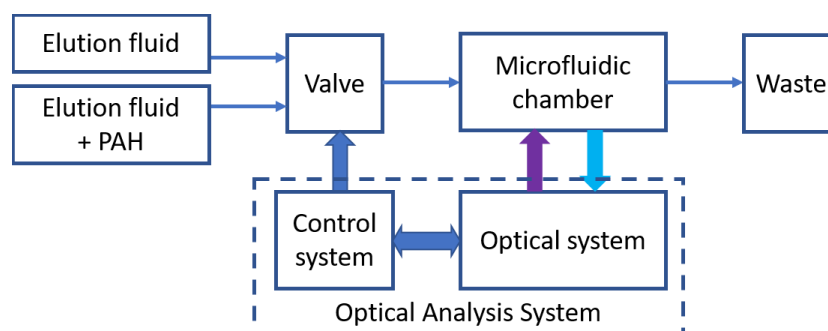 Elution fluid
Elution fluid
+ PAH
Valve
Microfluidic
chamber
Waste
Control
system
Optical system
Optical Analysis System